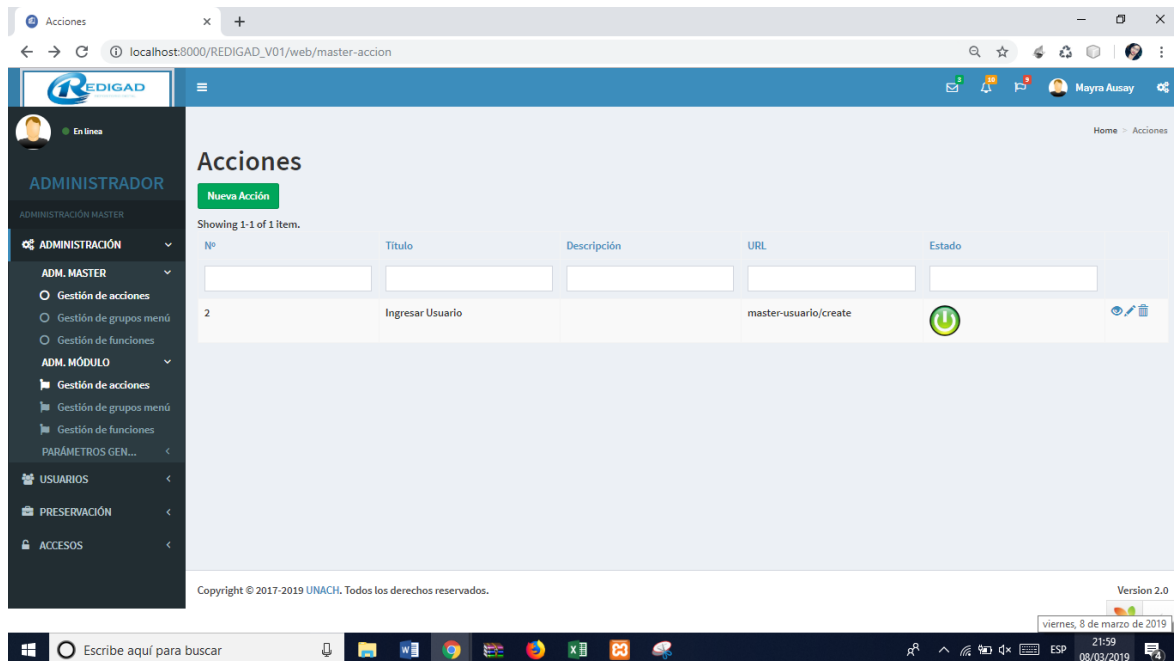 Acciones
localhost:8000/REDIGAD_V01/web/master-accion
REDIGAD
3
10
9
Mayra Ausay
En línea
Home > Acciones
ADMINISTRADOR
ADMINISTRACIÓN MASTER
ADMINISTRACIÓN
ADM. MASTER
Gestión de acciones
Gestión de grupos menú
Gestión de funciones
ADM. MÓDULO
Gestión de acciones
Gestión de grupos menú
Gestión de funciones
PARÁMETROS GEN...
USUARIOS
PRESERVACIÓN
ACCESOS
Acciones
Nueva Acción
Showing 1-1 of 1 item.
Nº Título Descripción URL Estado
2 Ingresar Usuario master-usuario/create
Copyright © 2017-2019 UNACH. Todos los derechos reservados.
Version 2.0
viernes, 8 de marzo de 2019
Escribe aquí para buscar
ESP
21:59
08/03/2019
4